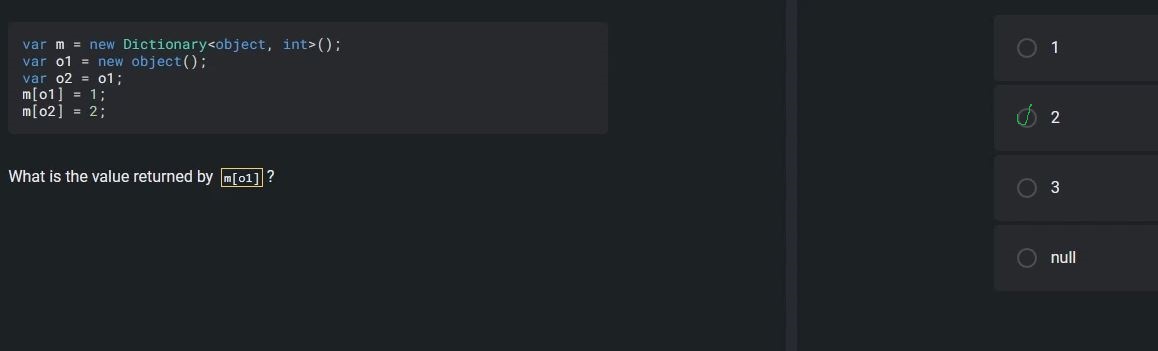 var m = new Dictionary<object, int>();
var o1 = new object();
var o2 = o1;
m[o1] = 1;
m[o2] = 2;
What is the value returned by m[o1] ?
1
2
3
null